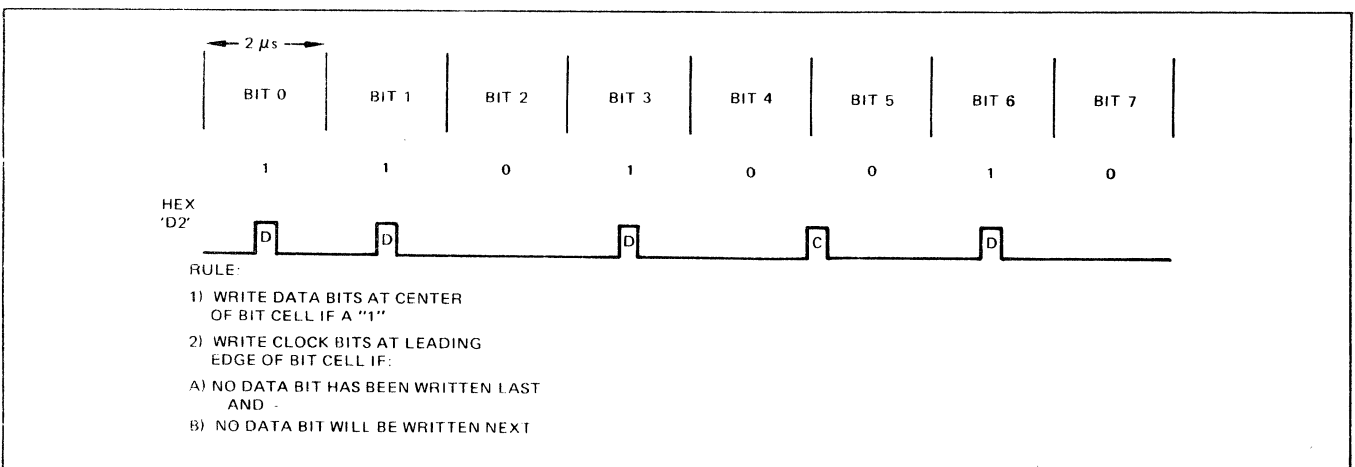 2 μs
BIT 0 BIT 1 BIT 2 BIT 3 BIT 4 BIT 5 BIT 6 BIT 7
1 1 0 1 0 0 1 0
HEX
'D2'
D D D C D
RULE:
1) WRITE DATA BITS AT CENTER
OF BIT CELL IF A "1"
2) WRITE CLOCK BITS AT LEADING
EDGE OF BIT CELL IF:
A) NO DATA BIT HAS BEEN WRITTEN LAST
AND -
B) NO DATA BIT WILL BE WRITTEN NEXT